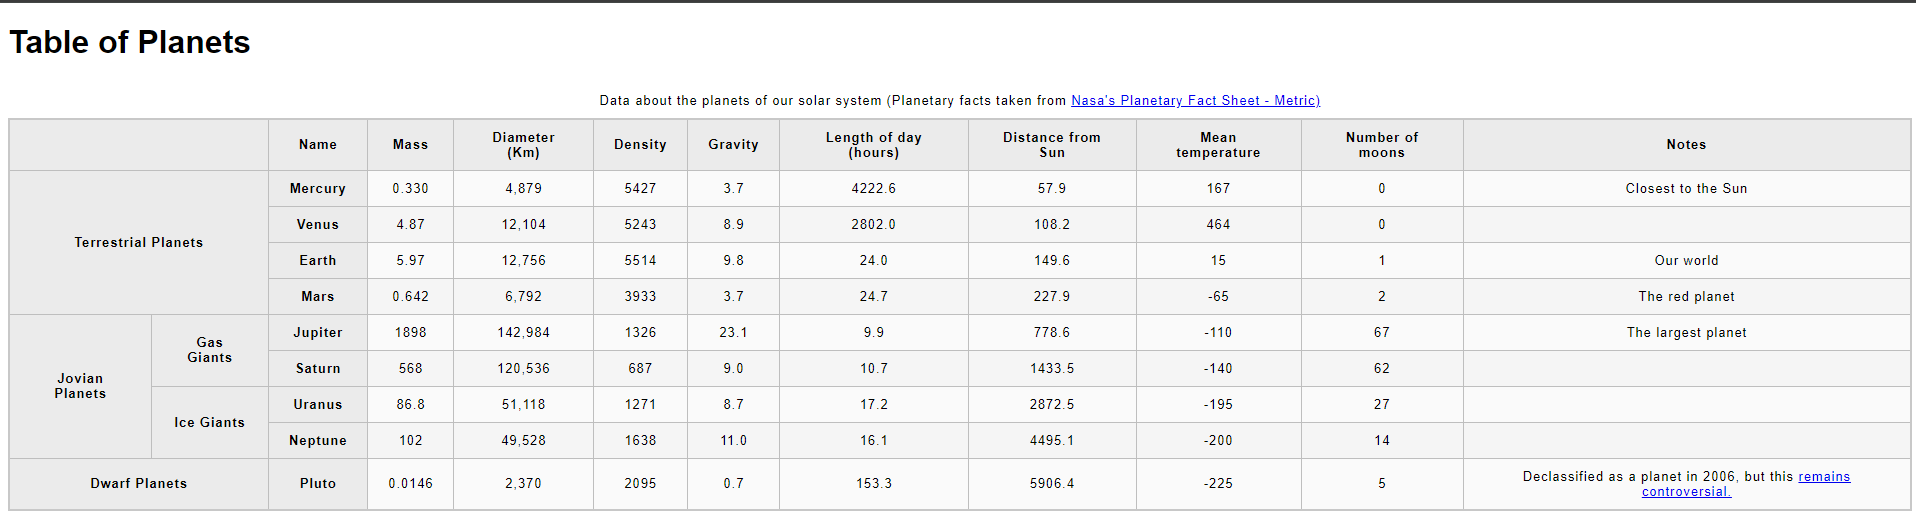 Table of Planets
Data about the planets of our solar system (Planetary facts taken from Nasa's Planetary Fact Sheet - Metric)
Name Mass Diameter (Km) Density Gravity Length of day (hours) Distance from Sun Mean temperature Number of moons Notes
Terrestrial Planets
Mercury 0.330 4,879 5427 3.7 4222.6 57.9 167 0 Closest to the Sun
Venus 4.87 12,104 5243 8.9 2802.0 108.2 464 0
Earth 5.97 12,756 5514 9.8 24.0 149.6 15 1 Our world
Mars 0.642 6,792 3933 3.7 24.7 227.9 -65 2 The red planet
Jovian Planets
Gas Giants
Jupiter 1898 142,984 1326 23.1 9.9 778.6 -110 67 The largest planet
Saturn 568 120,536 687 9.0 10.7 1433.5 -140 62
Ice Giants
Uranus 86.8 51,118 1271 8.7 17.2 2872.5 -195 27
Neptune 102 49,528 1638 11.0 16.1 4495.1 -200 14
Dwarf Planets
Pluto 0.0146 2,370 2095 0.7 153.3 5906.4 -225 5 Declassified as a planet in 2006, but this remains controversial.